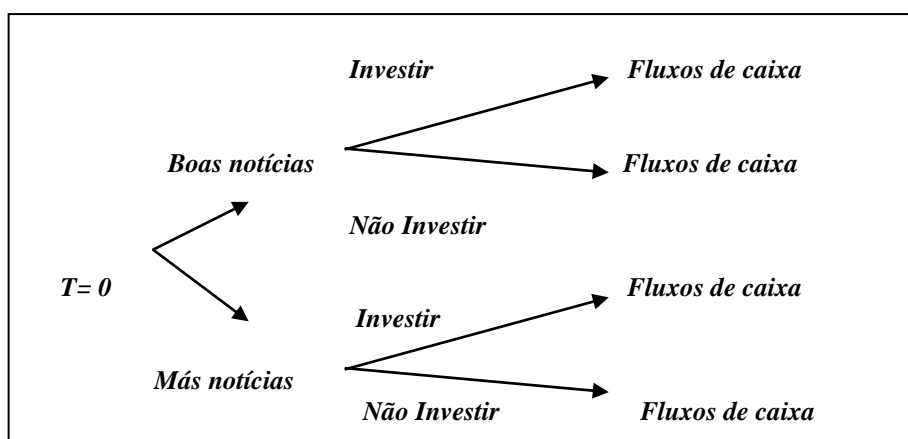 Investir
Fluxos de caixa
Boas notícias
Fluxos de caixa
Não Investir
T= 0
Fluxos de caixa
Investir
Más notícias
Não Investir
Fluxos de caixa